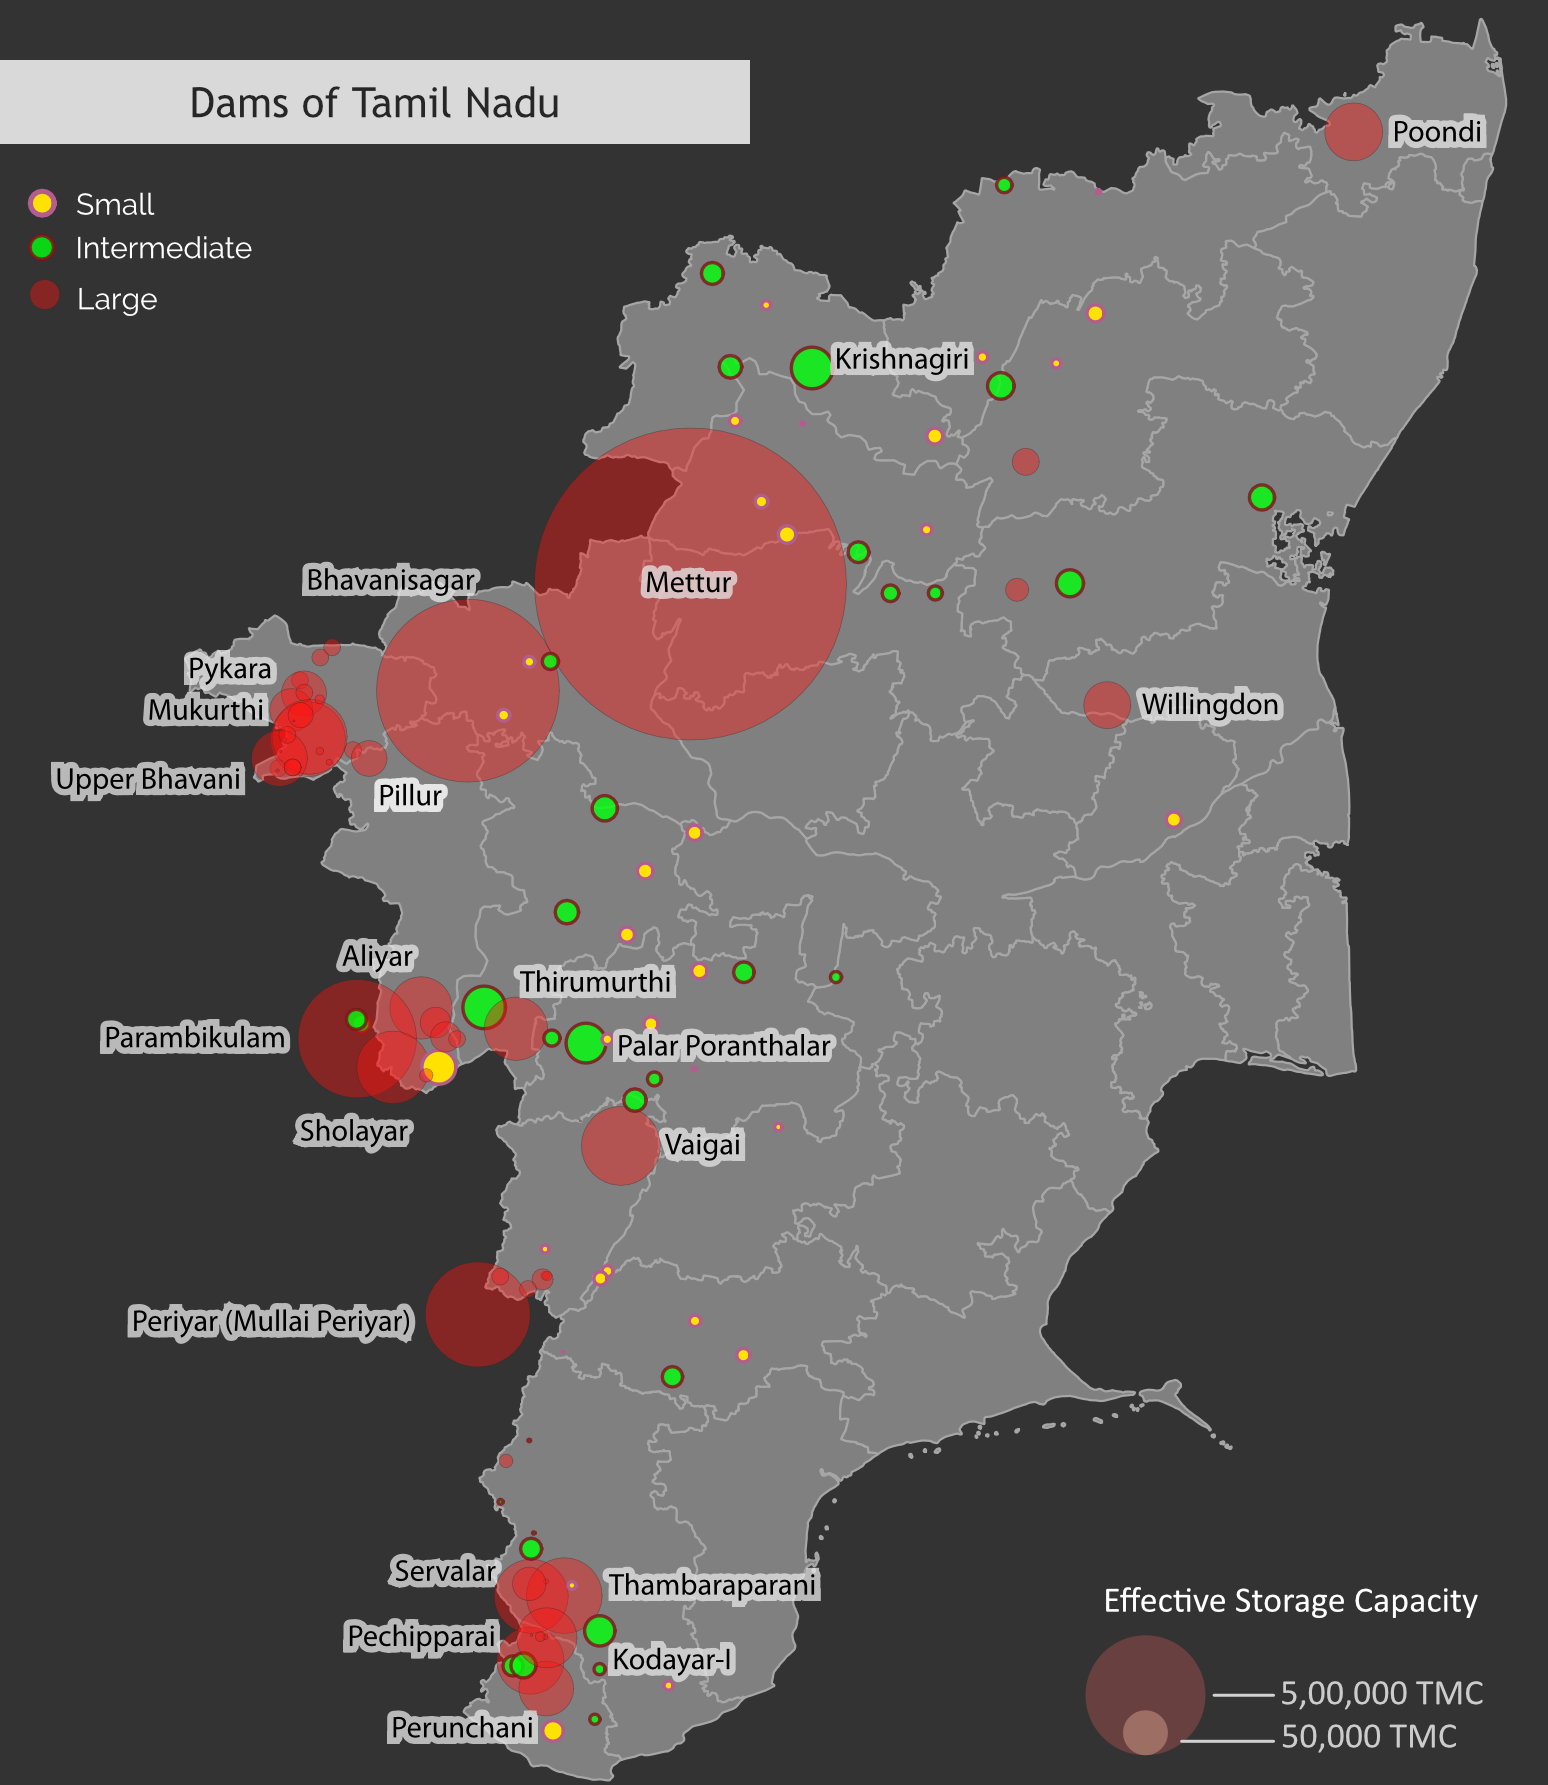 Dams of Tamil Nadu
Small
Intermediate
Large
Poondi
Krishnagiri
Bhavanisagar
Mettur
Pykara
Mukurthi
Willingdon
Upper Bhavani
Pillur
Aliyar
Thirumurthi
Parambikulam
Palar Poranthalar
Sholayar
Vaigai
Periyar (Mullai Periyar)
Servalar
Thambaraparani
Pechipparai
Kodayar-I
Perunchani
Effective Storage Capacity
5,00,000 TMC
50,000 TMC